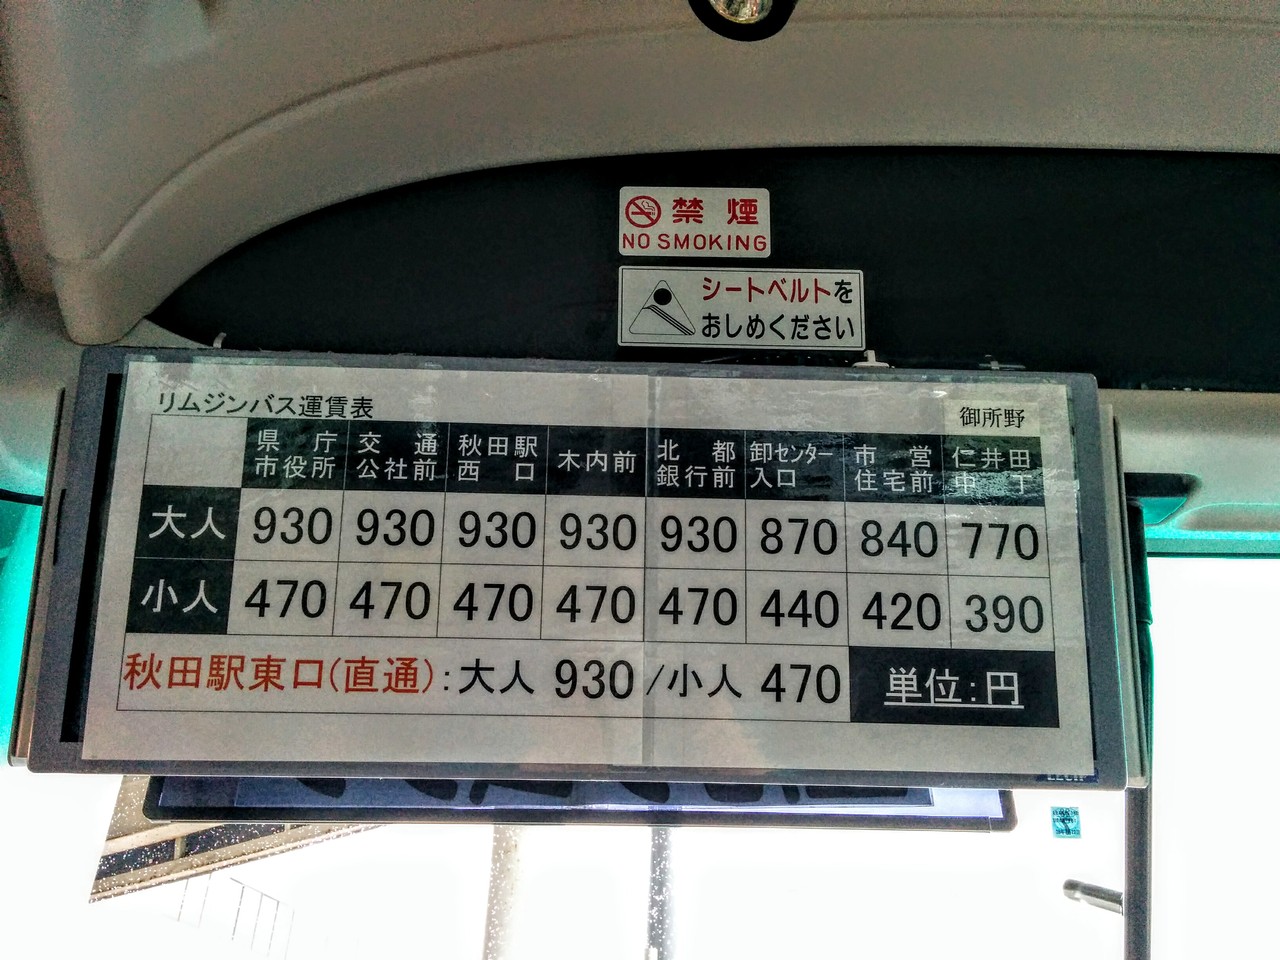 禁煙
NO SMOKING
シートベルトを
おしめください
リムジンバス運賃表
御所野
県庁市役所 交通公社前 秋田駅西口 木内前 北都銀行前 卸センター入口 市営住宅前 仁井田中丁
大人 930 930 930 930 930 870 840 770
小人 470 470 470 470 470 440 420 390
秋田駅東口(直通):大人 930/小人 470 単位:円